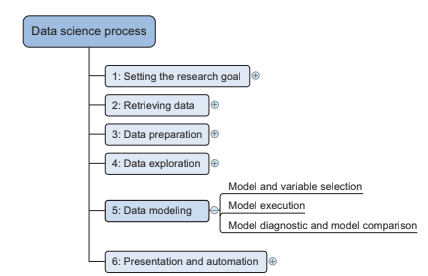 Data science process
1: Setting the research goal
2: Retrieving data
3: Data preparation
4: Data exploration
Model and variable selection
5: Data modeling
Model execution
Model diagnostic and model comparison
6: Presentation and automation